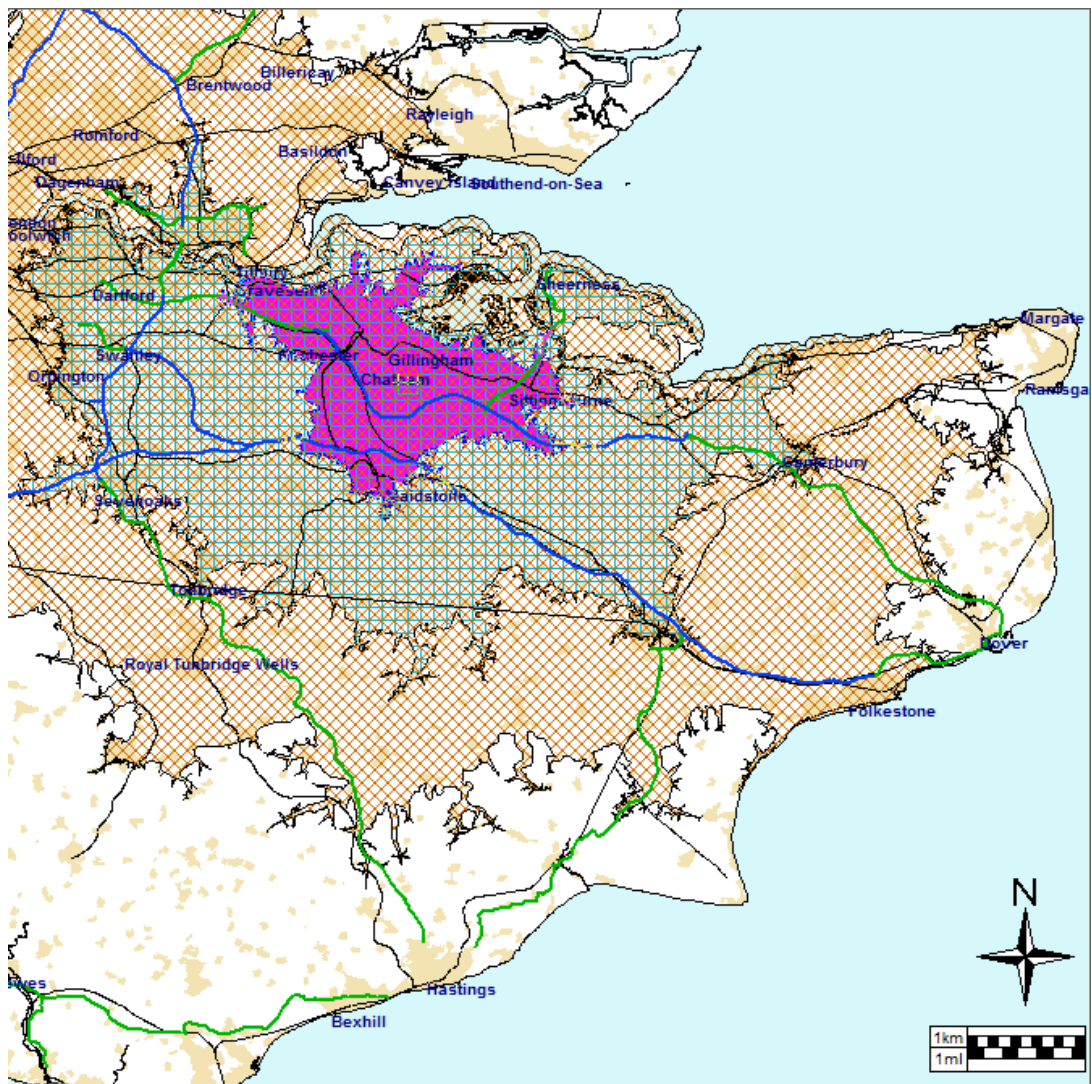 Billericay
Brentwood
Rayleigh
Romford
Basildon
Ilford
Dagenham
Canvey Island
Southend-on-Sea
Tilbury
Sheerness
Dartford
Margate
Swanley
Gillingham
Orpington
Chatham
Ramsga
Canterbury
Sevenoaks
Tonbridge
Dover
Royal Tunbridge Wells
Folkestone
N
Hastings
Bexhill
1km
1ml